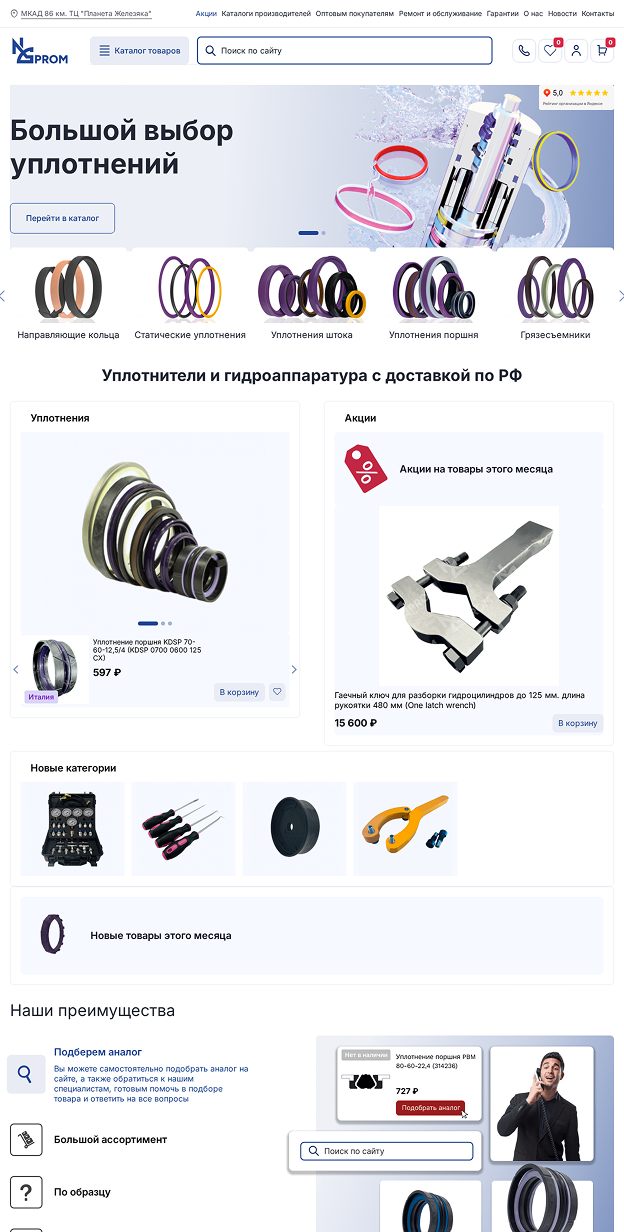 МКАД 86 км. ТЦ "Планета Железяка"
Акции Каталоги производителей Оптовым покупателям Ремонт и обслуживание Гарантии О нас Новости Контакты
NGPROM
Каталог товаров
Поиск по сайту
0
0
5,0
Рейтинг организации в Яндексе
Большой выбор
уплотнений
Перейти в каталог
Направляющие кольца
Статические уплотнения
Уплотнения штока
Уплотнения поршня
Грязесъемники
Уплотнители и гидроаппаратура с доставкой по РФ
Уплотнения
Уплотнение поршня KDSP 70-
60-12,5/4 (KDSP 0700 0600 125
CX)
597 ₽
Италия
В корзину
Акции
%
Акции на товары этого месяца
Гаечный ключ для разборки гидроцилиндров до 125 мм. длина
рукоятки 480 мм (One latch wrench)
15 600 ₽
В корзину
Новые категории
Новые товары этого месяца
Наши преимущества
Подберем аналог
Вы можете самостоятельно подобрать аналог на
сайте, а также обратиться к нашим
специалистам, готовым помочь в подборе
товара и ответить на все вопросы
Большой ассортимент
?
По образцу
Нет в наличии
Уплотнение поршня PBM
80-60-22,4 (314236)
727 ₽
Подобрать аналог
Поиск по сайту